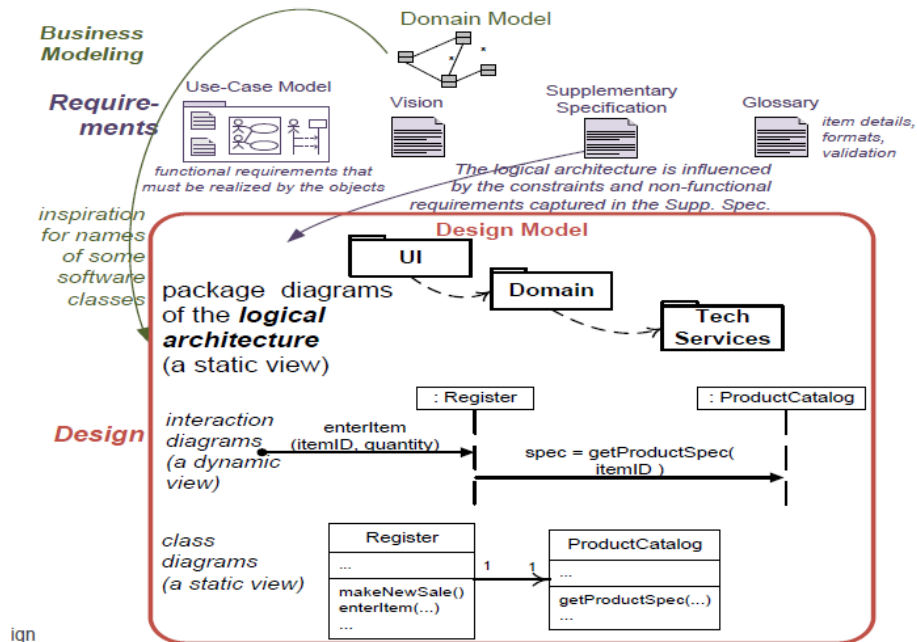 Domain Model
Business
Modeling
*
*
Require-
ments
Use-Case Model
Vision
Supplementary
Specification
Glossary
item details,
formats,
validation
functional requirements that
must be realized by the objects
The logical architecture is influenced
by the constraints and non-functional
requirements captured in the Supp. Spec.
inspiration
for names
of some
software
classes
Design Model
UI
Domain
Tech
Services
package diagrams
of the logical
architecture
(a static view)
: Register
: ProductCatalog
Design
interaction
diagrams
(a dynamic
view)
enterItem
(itemID, quantity)
spec = getProductSpec(
itemID )
class
diagrams
(a static view)
Register
...
makeNewSale()
enterItem(...)
...
1
1
ProductCatalog
...
getProductSpec(...)
...
ign